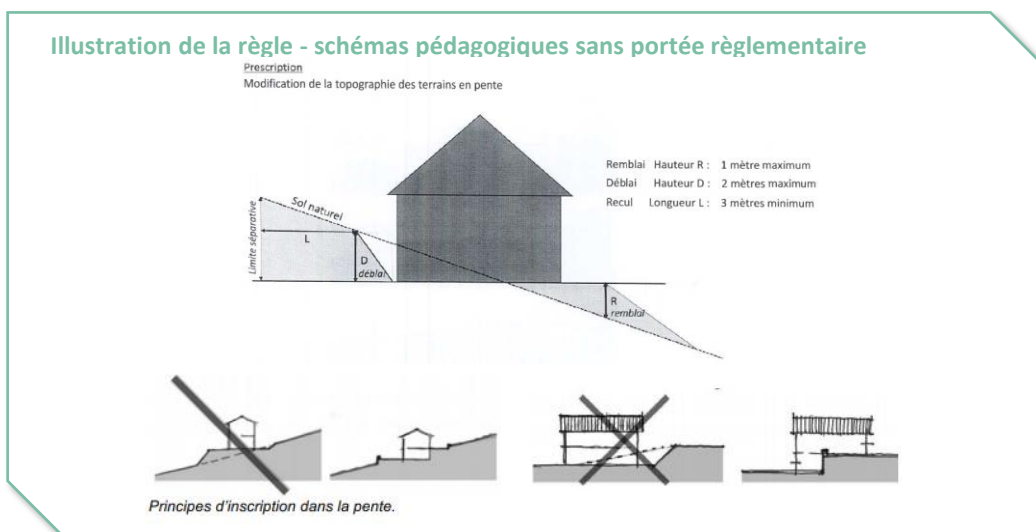 Illustration de la règle - schémas pédagogiques sans portée règlementaire
Prescription
Modification de la topographie des terrains en pente
Remblai Hauteur R : 1 mètre maximum
Déblai Hauteur D : 2 mètres maximum
Recul Longueur L : 3 mètres minimum
Sol naturel
Limite séparative
L
D
déblai
R
remblai
Principes d'inscription dans la pente.